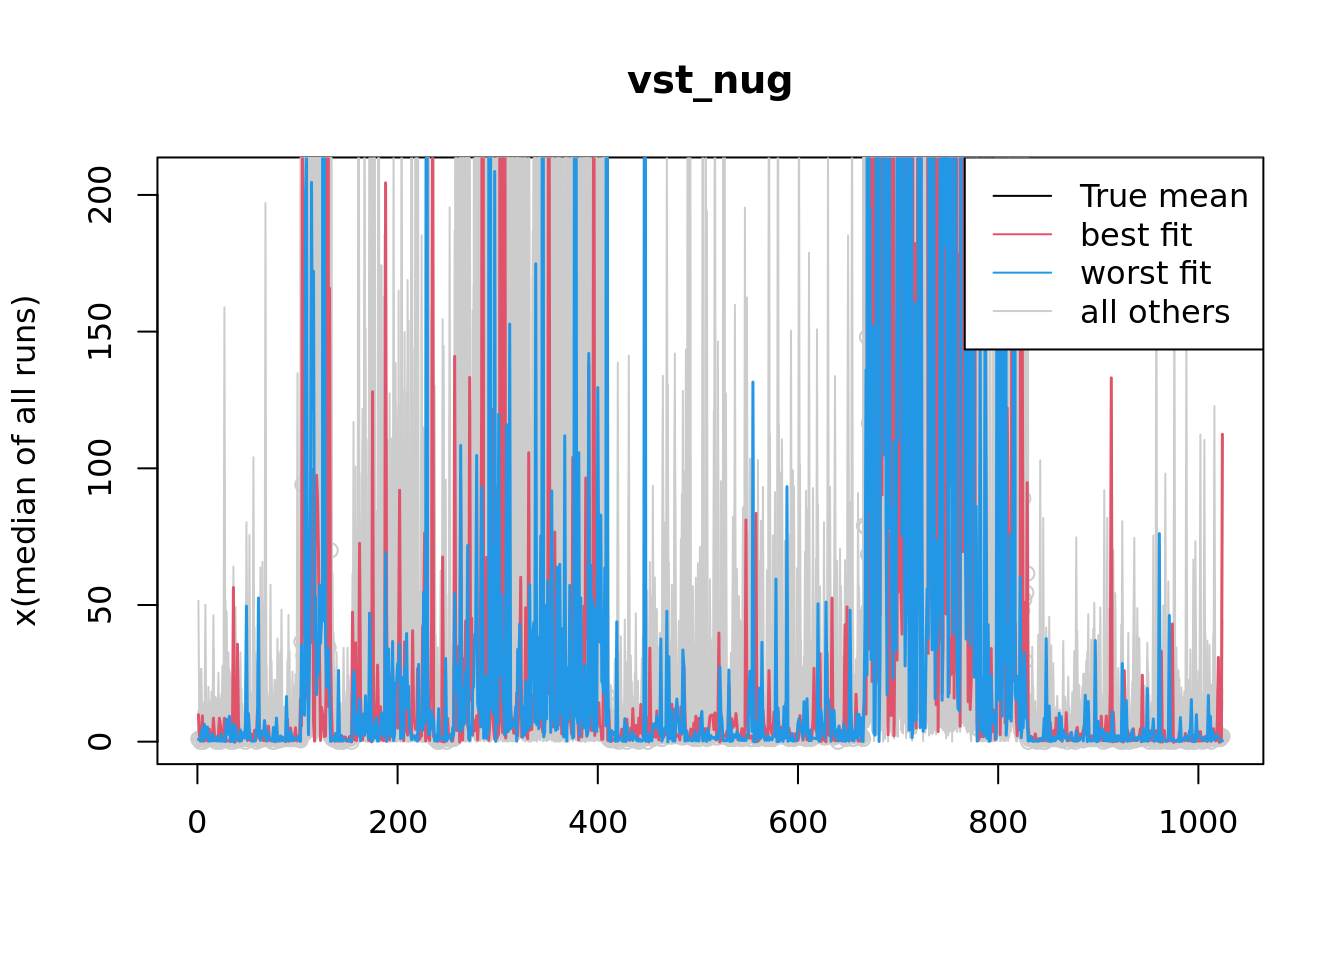 vst_nug
x(median of all runs)
200
150
100
50
0
True mean
best fit
worst fit
all others
0 200 400 600 800 1000